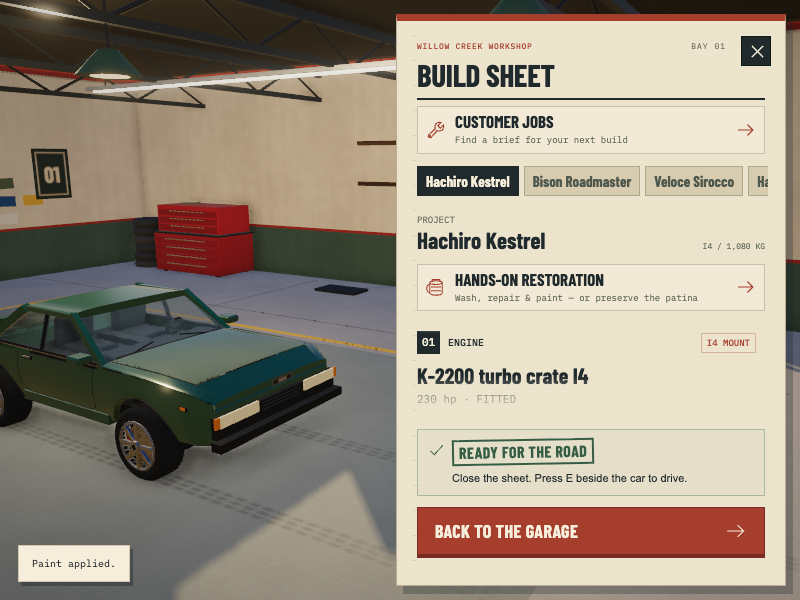 WILLOW CREEK WORKSHOP
BAY 01
BUILD SHEET
CUSTOMER JOBS
Find a brief for your next build
Hachiro Kestrel
Bison Roadmaster
Veloce Sirocco
Ha
PROJECT
Hachiro Kestrel
I4 / 1,080 KG
HANDS-ON RESTORATION
Wash, repair & paint — or preserve the patina
01
ENGINE
I4 MOUNT
K-2200 turbo crate I4
230 hp · FITTED
READY FOR THE ROAD
Close the sheet. Press E beside the car to drive.
BACK TO THE GARAGE
01
Paint applied.